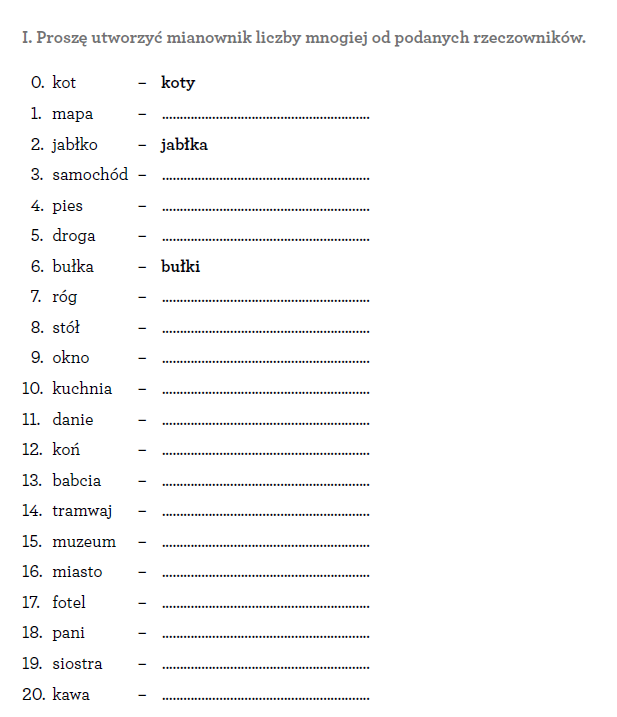 I. Proszę utworzyć mianownik liczby mnogiej od podanych rzeczowników.
0. kot – koty
1. mapa – ....................................................
2. jabłko – jabłka
3. samochód – ....................................................
4. pies – ....................................................
5. droga – ....................................................
6. bułka – bułki
7. róg – ....................................................
8. stół – ....................................................
9. okno – ....................................................
10. kuchnia – ....................................................
11. danie – ....................................................
12. koń – ....................................................
13. babcia – ....................................................
14. tramwaj – ....................................................
15. muzeum – ....................................................
16. miasto – ....................................................
17. fotel – ....................................................
18. pani – ....................................................
19. siostra – ....................................................
20. kawa – ....................................................